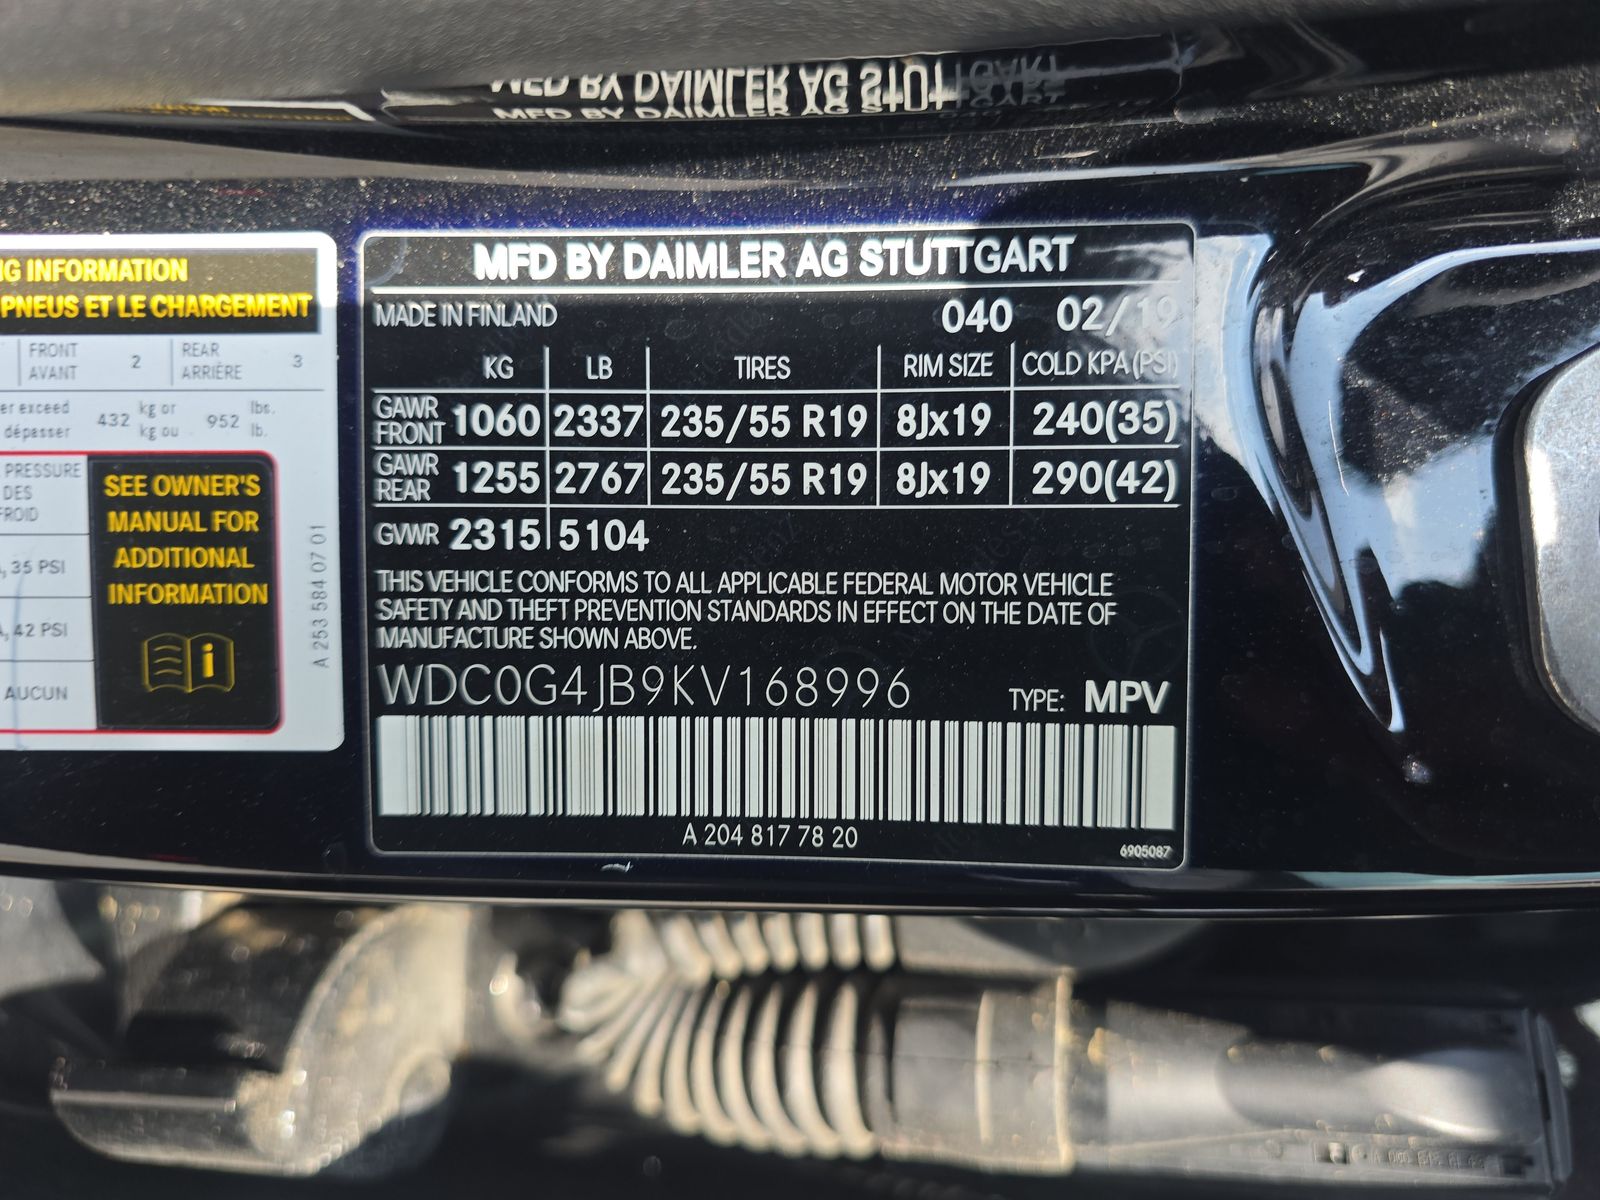 MFD BY DAIMLER AG STUTTGART
MFD BY DAIMLER AG STUTTGART
NG INFORMATION
PNEUS ET LE CHARGEMENT
FRONT 2 REAR 3
AVANT ARRIÈRE
er exceed 432 kg or 952 lbs.
dépasser kg ou lb.
PRESSURE
DES
FROID
, 35 PSI
, 42 PSI
AUCUN
SEE OWNER'S
MANUAL FOR
ADDITIONAL
INFORMATION
i
A 253 584 07 01
MFD BY DAIMLER AG STUTTGART
MADE IN FINLAND 040 02/19
KG LB TIRES RIM SIZE COLD KPA(PSI)
GAWR FRONT 1060 2337 235/55 R19 8Jx19 240(35)
GAWR REAR 1255 2767 235/55 R19 8Jx19 290(42)
GVWR 2315 5104
THIS VEHICLE CONFORMS TO ALL APPLICABLE FEDERAL MOTOR VEHICLE
SAFETY AND THEFT PREVENTION STANDARDS IN EFFECT ON THE DATE OF
MANUFACTURE SHOWN ABOVE.
WDC0G4JB9KV168996 TYPE: MPV
A 204 817 78 20
6905087